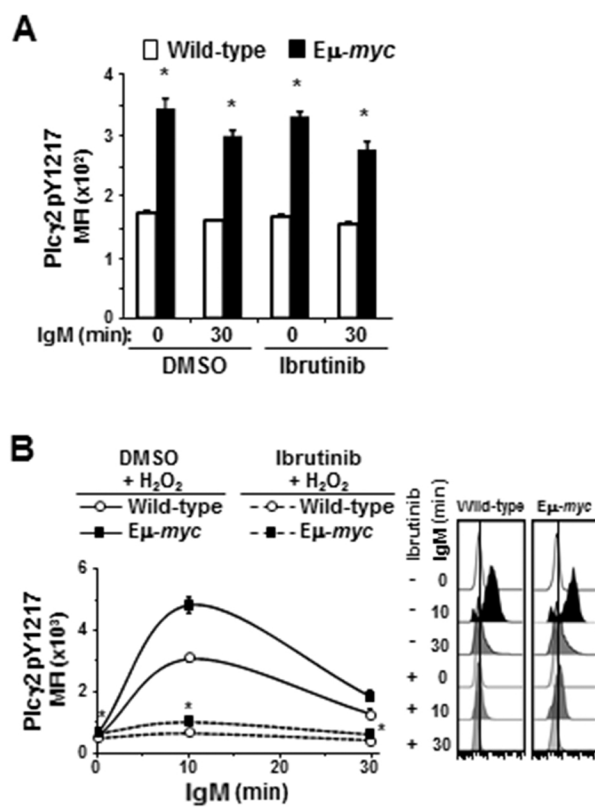 A
Wild-type Eμ-myc
* * * *
Plcγ2 pY1217
MFI (x10²)
4
3
2
1
0
IgM (min): 0 30 0 30
DMSO Ibrutinib
B
DMSO Ibrutinib
+ H₂O₂ + H₂O₂
Wild-type Wild-type
Eμ-myc Eμ-myc
Plcγ2 pY1217
MFI (x10³)
6
4
2
0
* * *
0 10 20 30
IgM (min)
Ibrutinib
IgM (min)
Wild-type Eμ-myc
- 0
- 10
- 30
+ 0
+ 10
+ 30